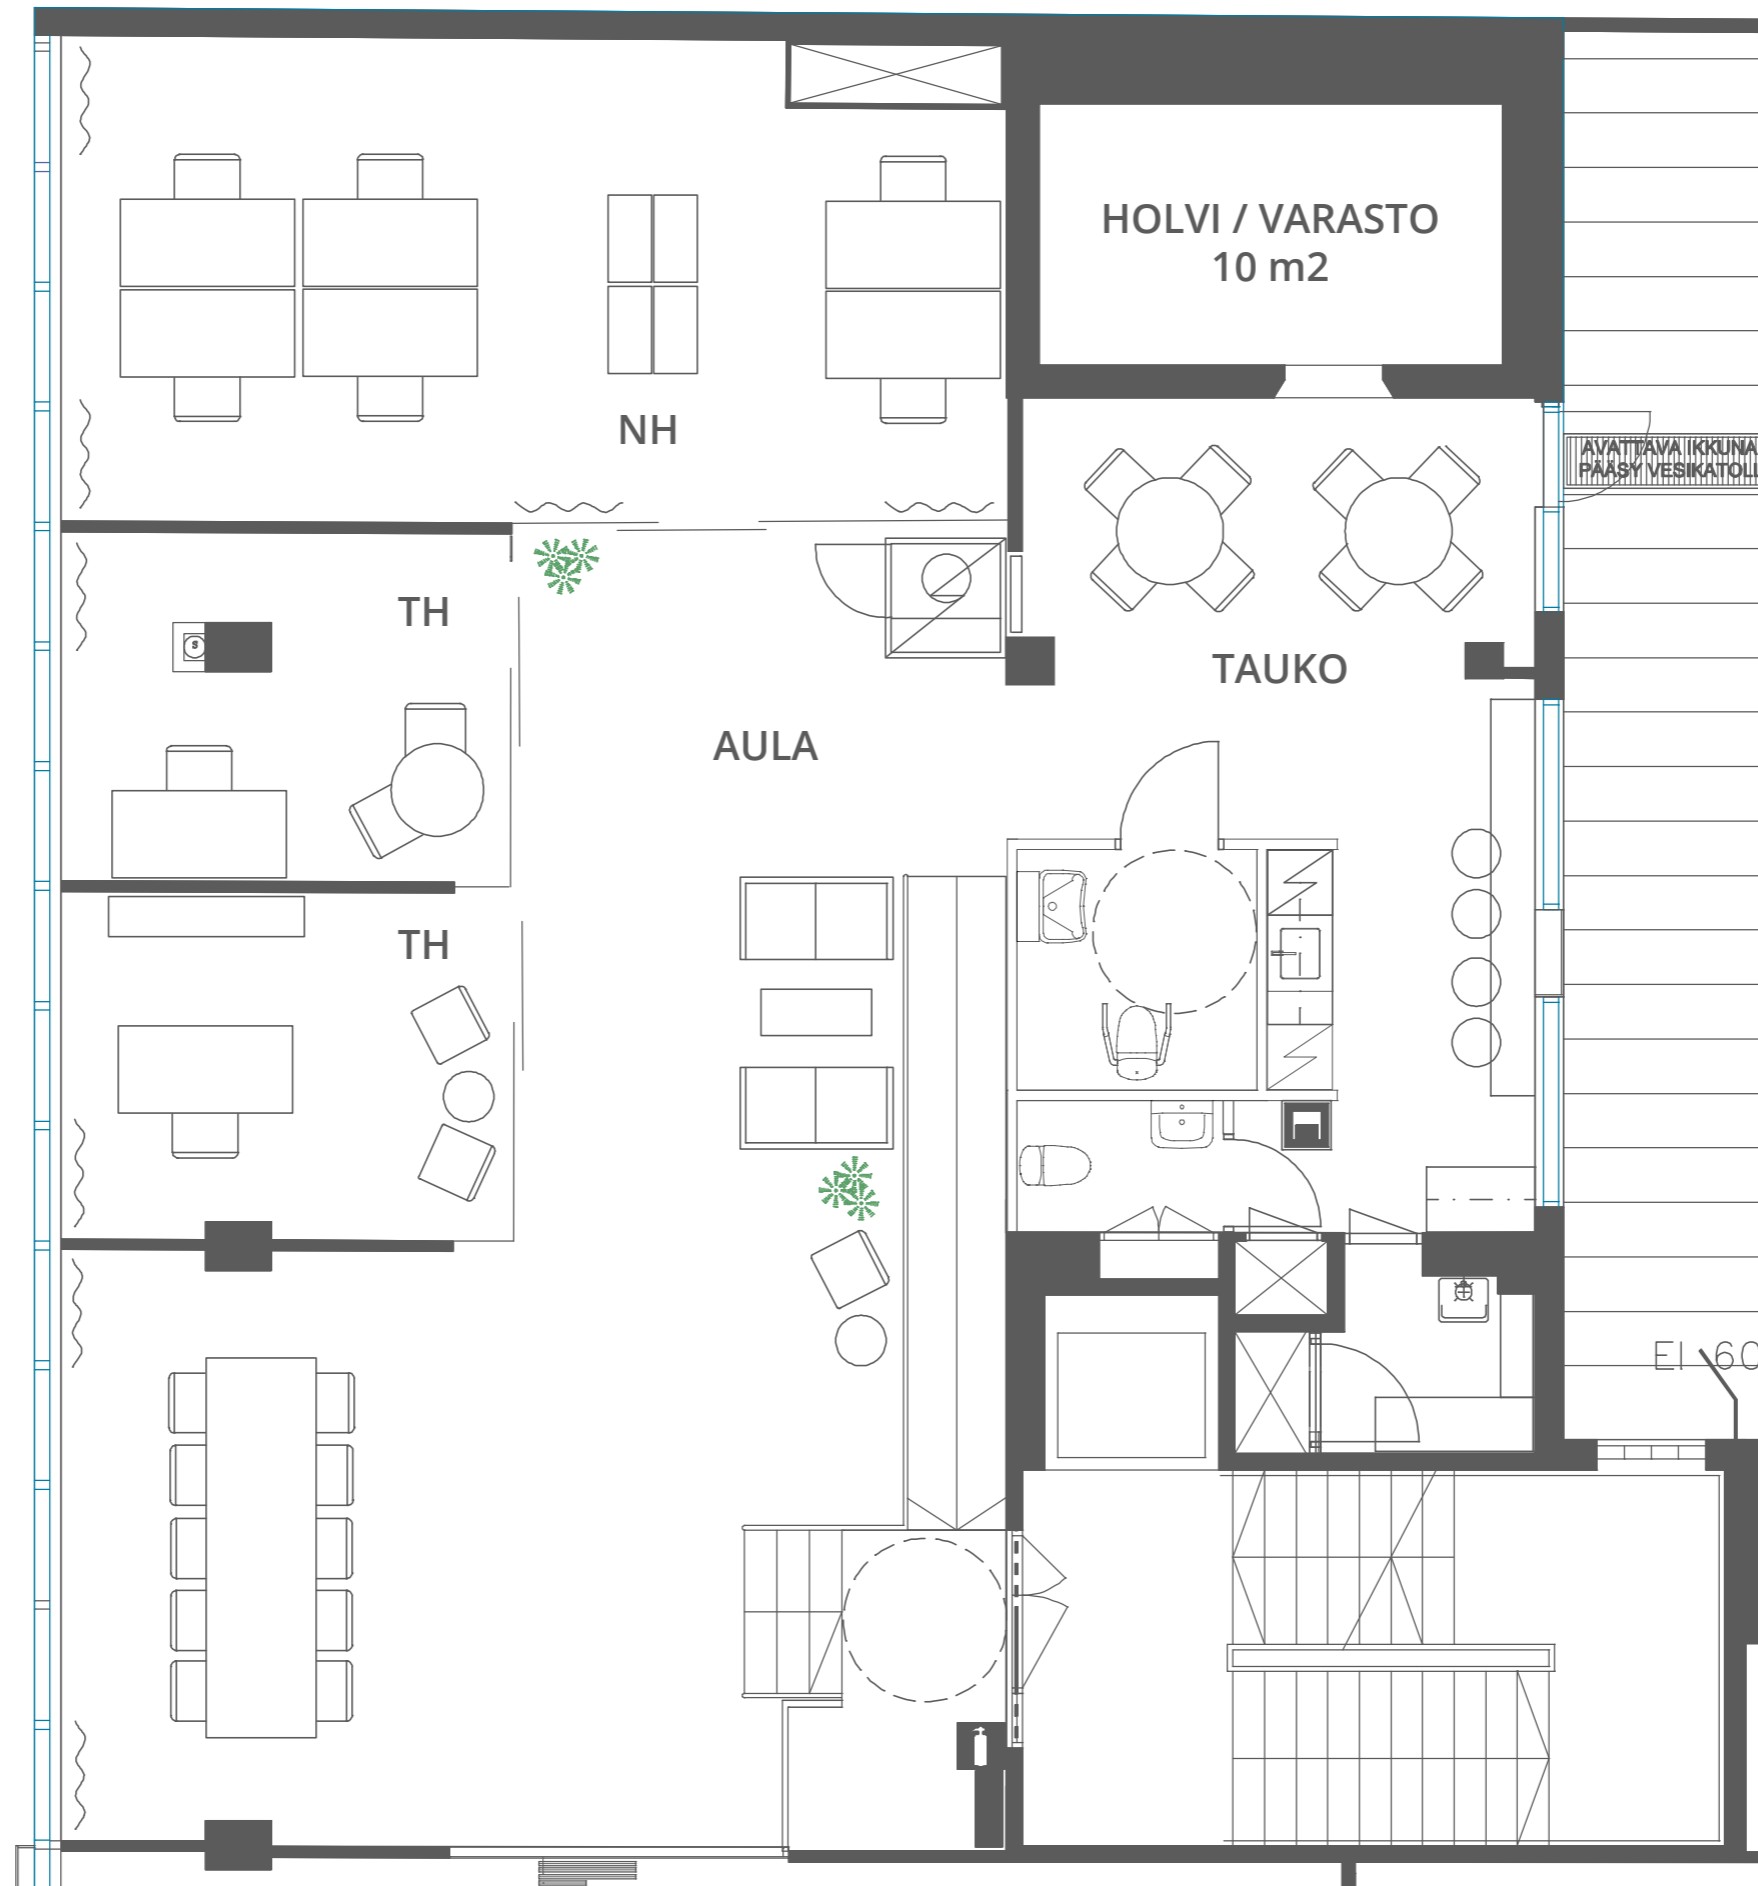 HOLVI / VARASTO
10 m2
NH
AVATTAVA IKKUNA
PÄÄSY VESIKATOLL
TH
TAUKO
AULA
TH
EI 60
S